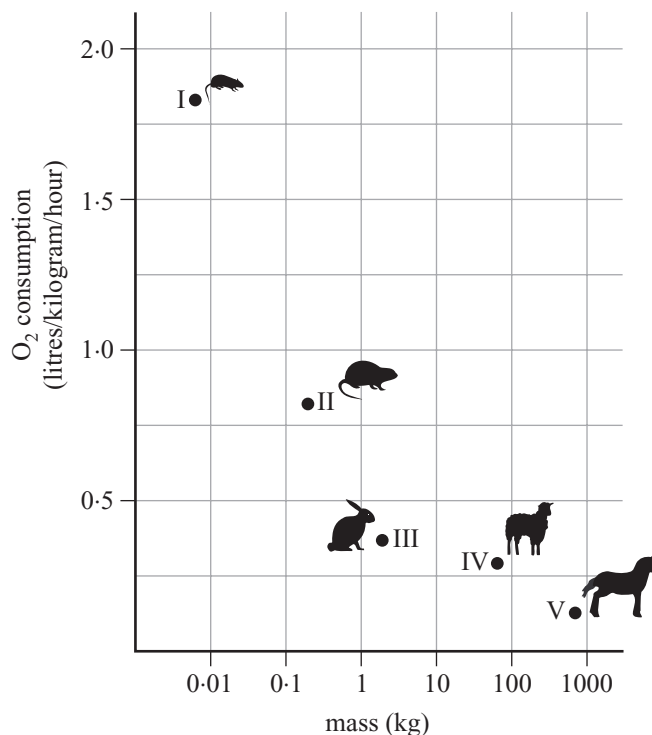 2·0
I
1·5
O2 consumption
(litres/kilogram/hour)
1·0
II
0·5
III
IV
V
0·01 0·1 1 10 100 1000
mass (kg)